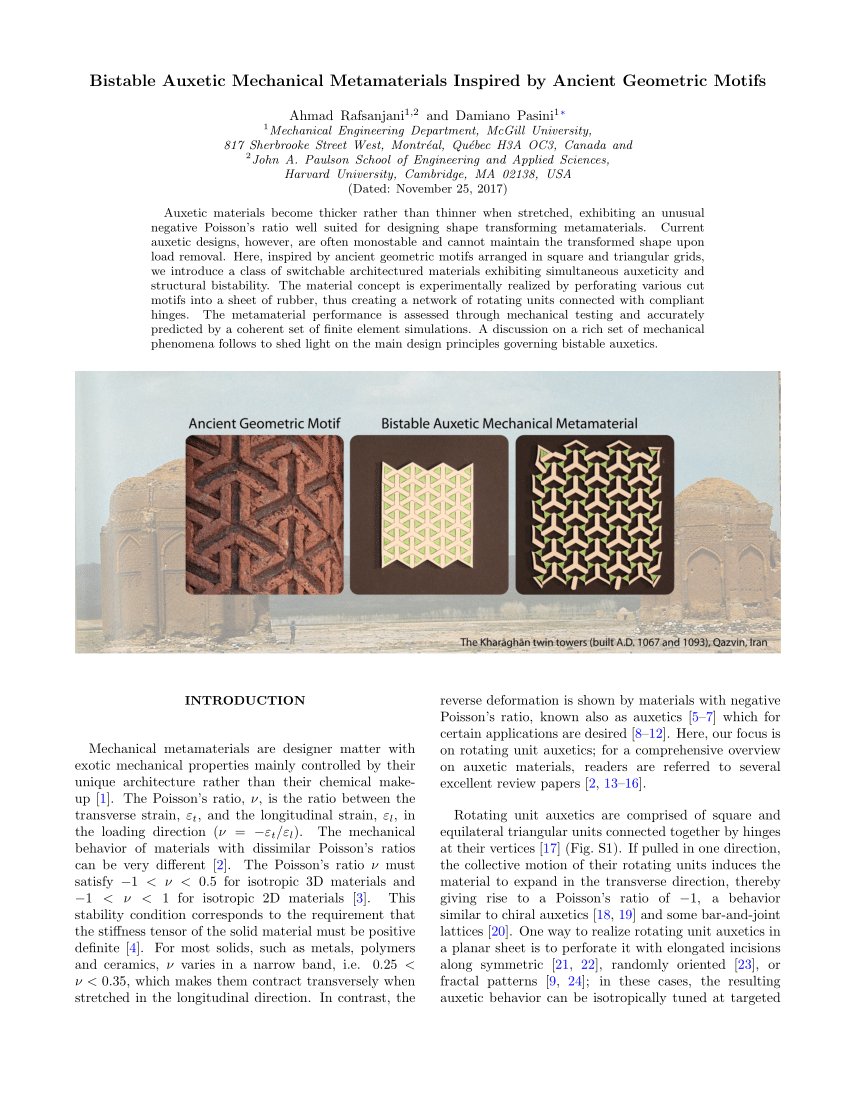 Bistable Auxetic Mechanical Metamaterials Inspired by Ancient Geometric Motifs
Ahmad Rafsanjani1,2 and Damiano Pasini1∗
1Mechanical Engineering Department, McGill University,
817 Sherbrooke Street West, Montréal, Québec H3A OC3, Canada and
2John A. Paulson School of Engineering and Applied Sciences,
Harvard University, Cambridge, MA 02138, USA
(Dated: November 25, 2017)
Auxetic materials become thicker rather than thinner when stretched, exhibiting an unusual
negative Poisson's ratio well suited for designing shape transforming metamaterials. Current
auxetic designs, however, are often monostable and cannot maintain the transformed shape upon
load removal. Here, inspired by ancient geometric motifs arranged in square and triangular grids,
we introduce a class of switchable architectured materials exhibiting simultaneous auxeticity and
structural bistability. The material concept is experimentally realized by perforating various cut
motifs into a sheet of rubber, thus creating a network of rotating units connected with compliant
hinges. The metamaterial performance is assessed through mechanical testing and accurately
predicted by a coherent set of finite element simulations. A discussion on a rich set of mechanical
phenomena follows to shed light on the main design principles governing bistable auxetics.
Ancient Geometric Motif
Bistable Auxetic Mechanical Metamaterial
The Kharāghān twin towers (built A.D. 1067 and 1093), Qazvin, Iran
INTRODUCTION
Mechanical metamaterials are designer matter with
exotic mechanical properties mainly controlled by their
unique architecture rather than their chemical make-
up [1]. The Poisson's ratio, ν, is the ratio between the
transverse strain, εt, and the longitudinal strain, εl, in
the loading direction (ν = −εt/εl). The mechanical
behavior of materials with dissimilar Poisson's ratios
can be very different [2]. The Poisson's ratio ν must
satisfy −1 < ν < 0.5 for isotropic 3D materials and
−1 < ν < 1 for isotropic 2D materials [3]. This
stability condition corresponds to the requirement that
the stiffness tensor of the solid material must be positive
definite [4]. For most solids, such as metals, polymers
and ceramics, ν varies in a narrow band, i.e. 0.25 <
ν < 0.35, which makes them contract transversely when
stretched in the longitudinal direction. In contrast, the
reverse deformation is shown by materials with negative
Poisson's ratio, known also as auxetics [5–7] which for
certain applications are desired [8–12]. Here, our focus is
on rotating unit auxetics; for a comprehensive overview
on auxetic materials, readers are referred to several
excellent review papers [2, 13–16].
Rotating unit auxetics are comprised of square and
equilateral triangular units connected together by hinges
at their vertices [17] (Fig. S1). If pulled in one direction,
the collective motion of their rotating units induces the
material to expand in the transverse direction, thereby
giving rise to a Poisson's ratio of −1, a behavior
similar to chiral auxetics [18, 19] and some bar-and-joint
lattices [20]. One way to realize rotating unit auxetics in
a planar sheet is to perforate it with elongated incisions
along symmetric [21, 22], randomly oriented [23], or
fractal patterns [9, 24]; in these cases, the resulting
auxetic behavior can be isotropically tuned at targeted